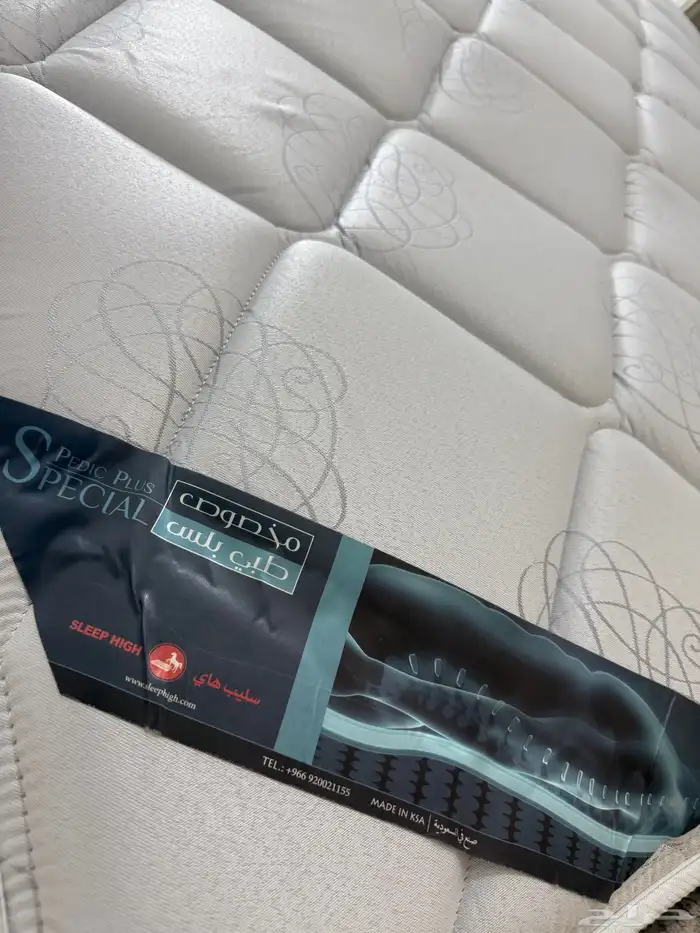 PEDIC PLUS
SPECIAL
مخصوص
طبي بلس
SLEEP HIGH
سليب هاي
www.sleephigh.com
TEL.: +966 920021155
MADE IN KSA | صنع في السعودية
حراج